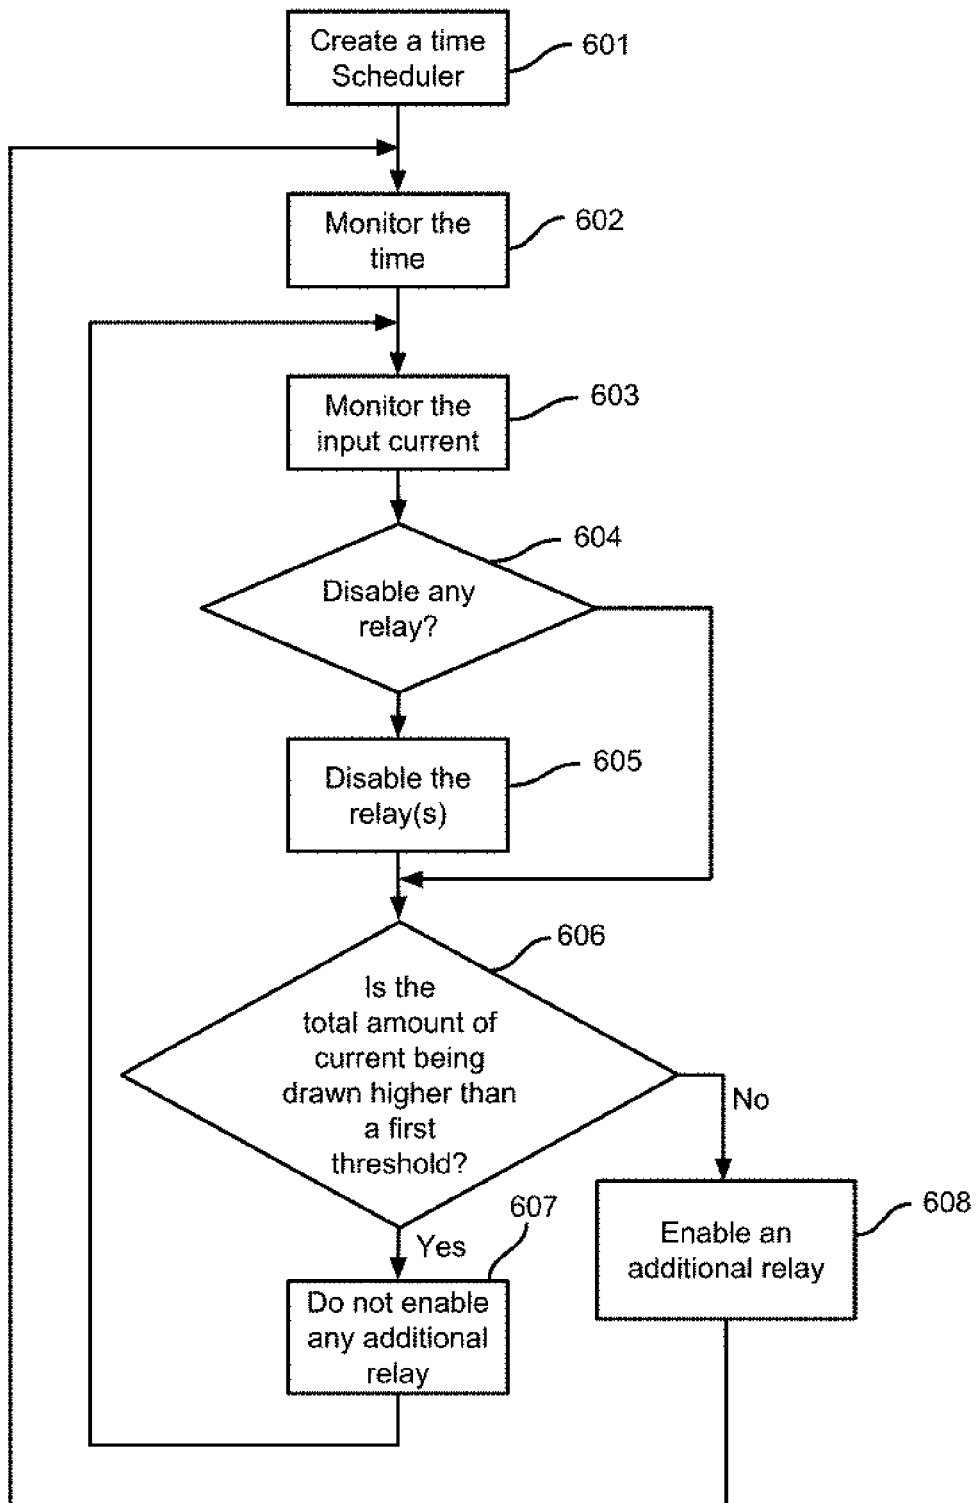 Create a time
Scheduler
601
Monitor the
time
602
Monitor the
input current
603
Disable any
relay?
604
Disable the
relay(s)
605
606
Is the
total amount of
current being
drawn higher than
a first
threshold?
No
Yes
607
Do not enable
any additional
relay
608
Enable an
additional relay